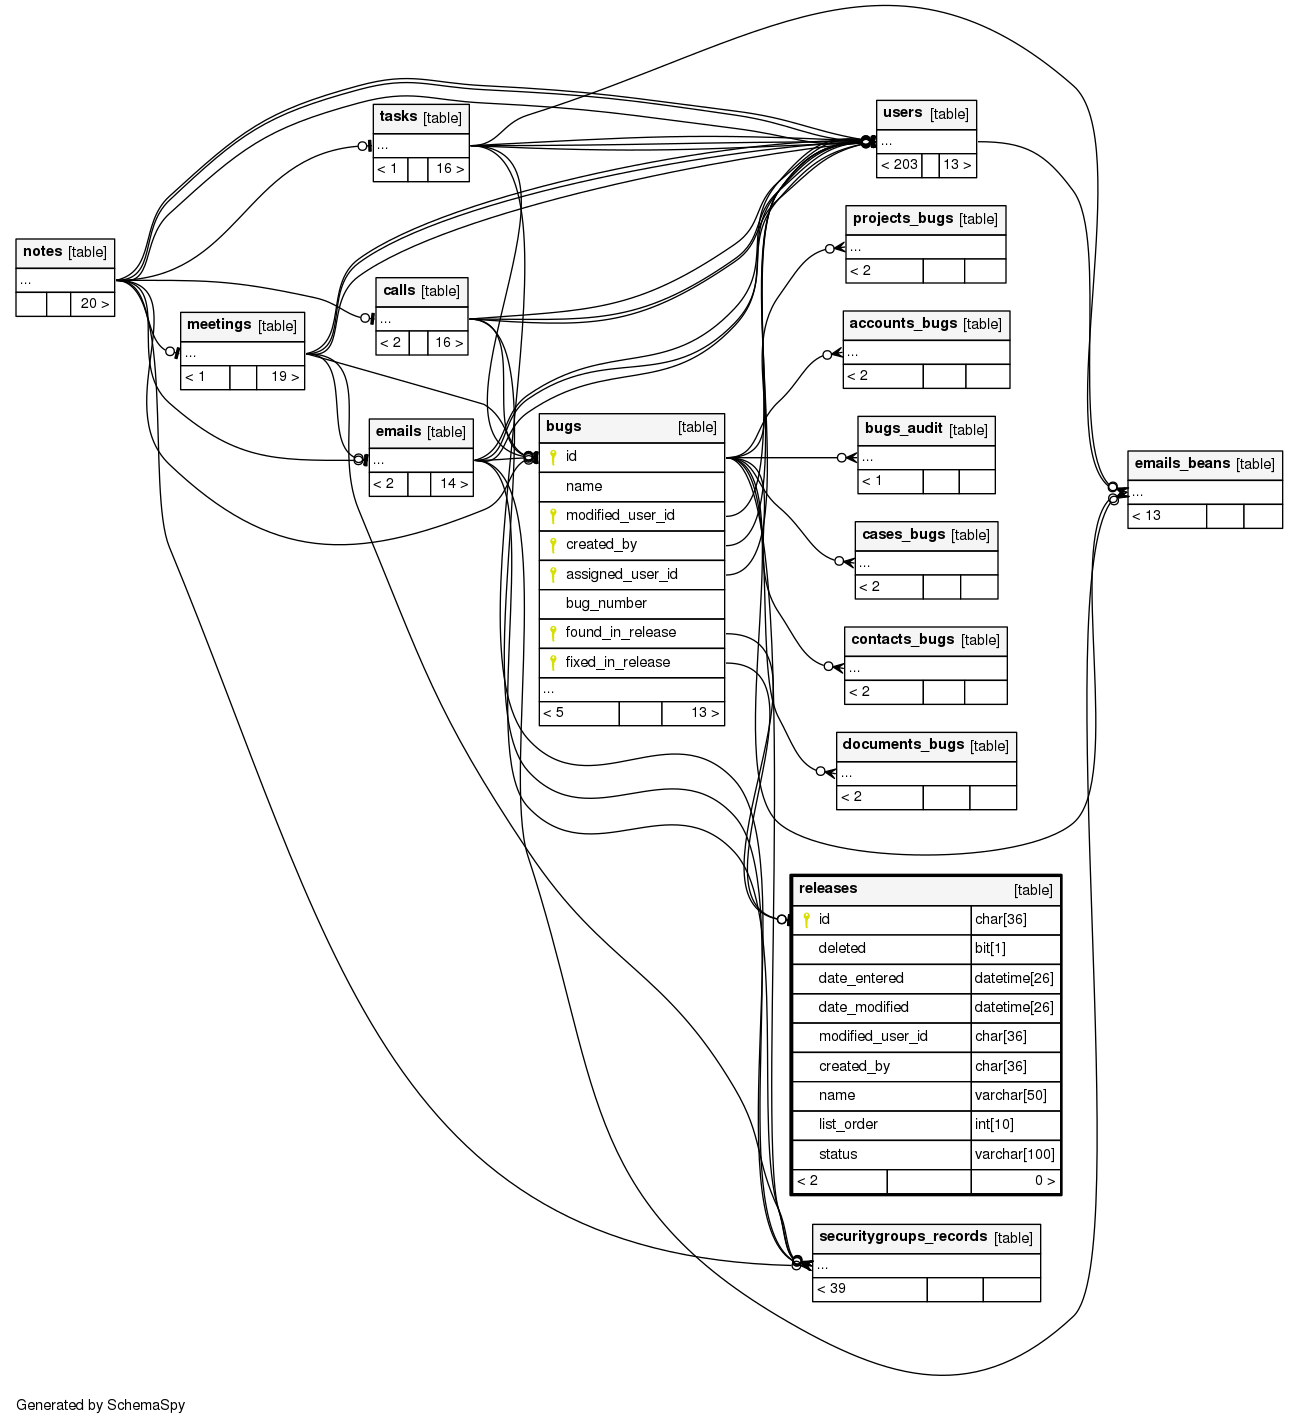 tasks [table]
...
< 1 16 >
users [table]
...
< 203 13 >
projects_bugs [table]
...
< 2
notes [table]
...
20 >
calls [table]
...
< 2 16 >
meetings [table]
...
< 1 19 >
accounts_bugs [table]
...
< 2
emails [table]
...
< 2 14 >
bugs [table]
id
name
modified_user_id
created_by
assigned_user_id
bug_number
found_in_release
fixed_in_release
...
< 5 13 >
bugs_audit [table]
...
< 1
emails_beans [table]
...
< 13
cases_bugs [table]
...
< 2
contacts_bugs [table]
...
< 2
documents_bugs [table]
...
< 2
releases [table]
id char[36]
deleted bit[1]
date_entered datetime[26]
date_modified datetime[26]
modified_user_id char[36]
created_by char[36]
name varchar[50]
list_order int[10]
status varchar[100]
< 2 0 >
securitygroups_records [table]
...
< 39
Generated by SchemaSpy